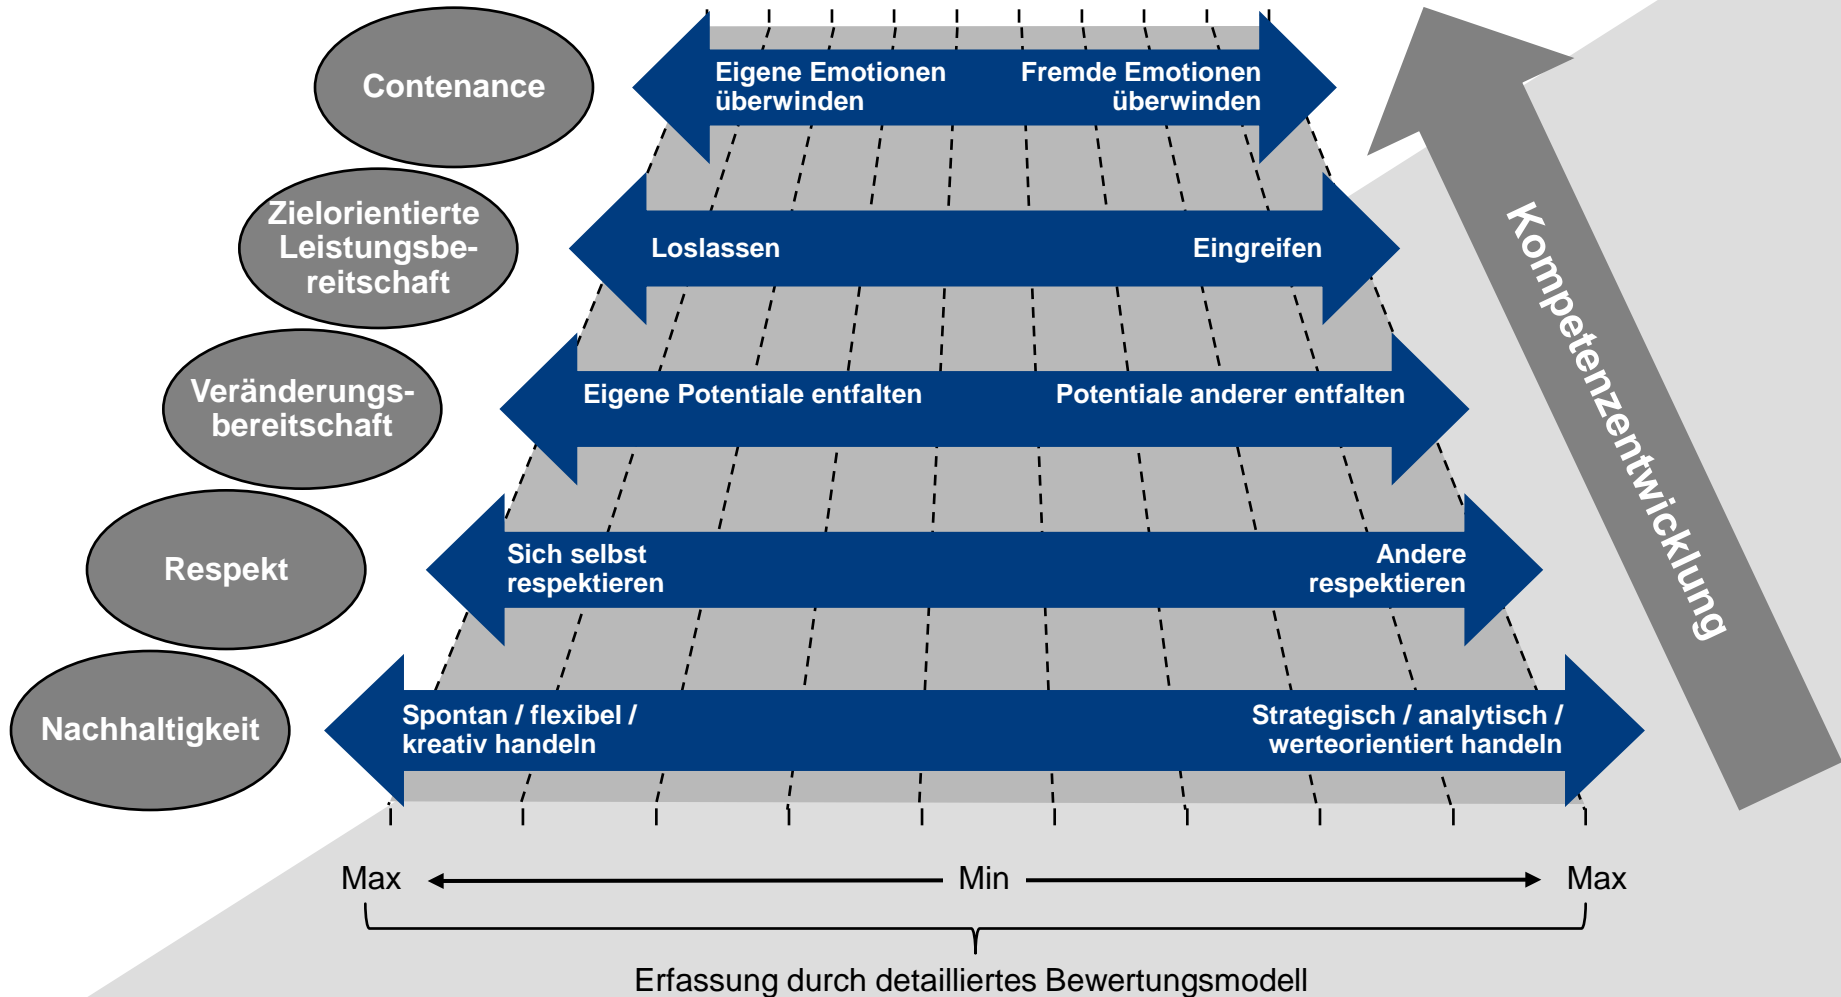 Contenance
Eigene Emotionen
überwinden
Fremde Emotionen
überwinden
Zielorientierte
Leistungsbe-
reitschaft
Loslassen
Eingreifen
Veränderungs-
bereitschaft
Eigene Potentiale entfalten
Potentiale anderer entfalten
Respekt
Sich selbst
respektieren
Andere
respektieren
Nachhaltigkeit
Spontan / flexibel /
kreativ handeln
Strategisch / analytisch /
werteorientiert handeln
Kompetenzentwicklung
Max
Min
Max
Erfassung durch detailliertes Bewertungsmodell